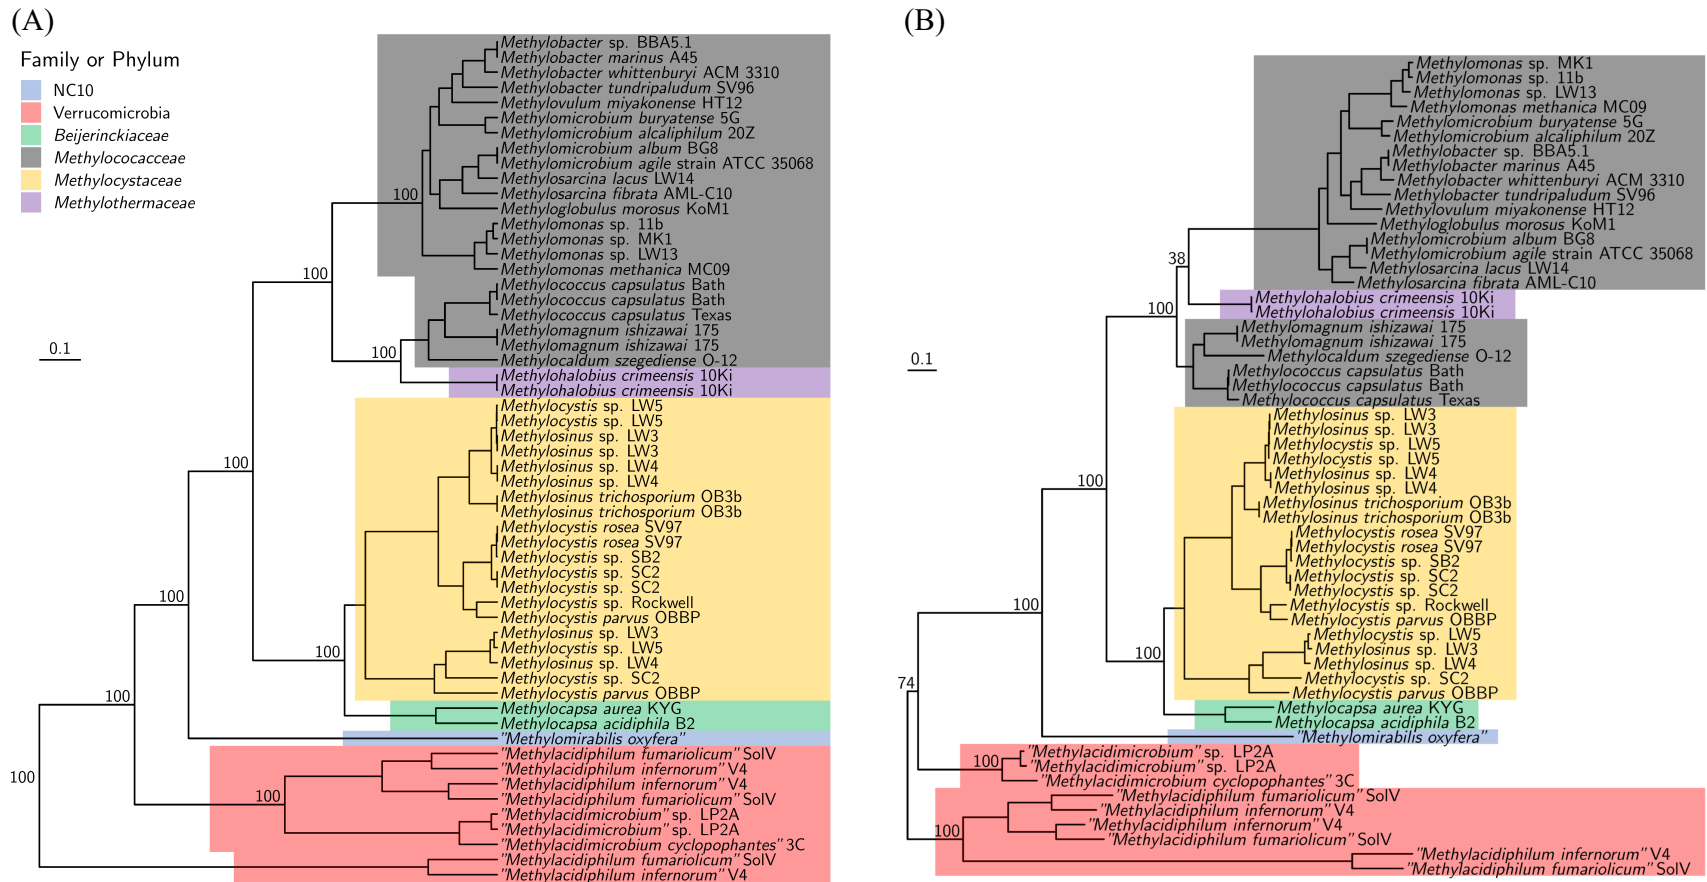 (A)
Family or Phylum
NC10
Verrucomicrobia
Beijerinckiaceae
Methylococacceae
Methylocystaceae
Methylothermaceae
0.1
Methylobacter sp. BBA5.1
Methylobacter marinus A45
Methylobacter whittenburyi ACM 3310
Methylobacter tundripaludum SV96
Methylovulum miyakonense HT12
Methylomicrobium buryatense 5G
Methylomicrobium alcaliphilum 20Z
Methylomicrobium album BG8
Methylomicrobium agile strain ATCC 35068
Methylosarcina lacus LW14
Methylosarcina fibrata AML-C10
100
Methyloglobulus morosus KoM1
Methylomonas sp. 11b
Methylomonas sp. MK1
Methylomonas sp. LW13
Methylomonas methanica MC09
100
Methylococcus capsulatus Bath
Methylococcus capsulatus Bath
Methylococcus capsulatus Texas
Methylomagnum ishizawai 175
Methylomagnum ishizawai 175
100
Methylocaldum szegediense O-12
Methylohalobius crimeensis 10Ki
Methylohalobius crimeensis 10Ki
Methylocystis sp. LW5
Methylocystis sp. LW5
Methylosinus sp. LW3
Methylosinus sp. LW3
100
Methylosinus sp. LW4
Methylosinus sp. LW4
Methylosinus trichosporium OB3b
Methylosinus trichosporium OB3b
Methylocystis rosea SV97
Methylocystis rosea SV97
Methylocystis sp. SB2
Methylocystis sp. SC2
Methylocystis sp. SC2
100
Methylocystis sp. Rockwell
Methylocystis parvus OBBP
Methylosinus sp. LW3
100
Methylocystis sp. LW5
Methylosinus sp. LW4
Methylocystis sp. SC2
Methylocystis parvus OBBP
100
Methylocapsa aurea KYG
Methylocapsa acidiphila B2
"Methylomirabilis oxyfera"
"Methylacidiphilum fumariolicum" SolV
"Methylacidiphilum infernorum" V4
100
"Methylacidiphilum infernorum" V4
100
"Methylacidiphilum fumariolicum" SolV
"Methylacidimicrobium" sp. LP2A
"Methylacidimicrobium" sp. LP2A
"Methylacidimicrobium cyclopophantes" 3C
"Methylacidiphilum fumariolicum" SolV
"Methylacidiphilum infernorum" V4
(B)
0.1
Methylomonas sp. MK1
Methylomonas sp. 11b
Methylomonas sp. LW13
Methylomonas methanica MC09
Methylomicrobium buryatense 5G
Methylomicrobium alcaliphilum 20Z
Methylobacter sp. BBA5.1
Methylobacter marinus A45
Methylobacter whittenburyi ACM 3310
Methylobacter tundripaludum SV96
Methylovulum miyakonense HT12
Methyloglobulus morosus KoM1
Methylomicrobium album BG8
Methylomicrobium agile strain ATCC 35068
38
Methylosarcina lacus LW14
Methylosarcina fibrata AML-C10
Methylohalobius crimeensis 10Ki
Methylohalobius crimeensis 10Ki
100
Methylomagnum ishizawai 175
Methylomagnum ishizawai 175
Methylocaldum szegediense O-12
Methylococcus capsulatus Bath
Methylococcus capsulatus Bath
Methylococcus capsulatus Texas
Methylosinus sp. LW3
Methylosinus sp. LW3
Methylocystis sp. LW5
Methylocystis sp. LW5
Methylosinus sp. LW4
100
Methylosinus sp. LW4
Methylosinus trichosporium OB3b
Methylosinus trichosporium OB3b
Methylocystis rosea SV97
Methylocystis rosea SV97
Methylocystis sp. SB2
Methylocystis sp. SC2
Methylocystis sp. SC2
100
Methylocystis sp. Rockwell
Methylocystis parvus OBBP
Methylocystis sp. LW5
Methylosinus sp. LW3
100
Methylosinus sp. LW4
Methylocystis sp. SC2
74
Methylocystis parvus OBBP
Methylocapsa aurea KYG
Methylocapsa acidiphila B2
"Methylomirabilis oxyfera"
"Methylacidimicrobium" sp. LP2A
100
"Methylacidimicrobium" sp. LP2A
"Methylacidimicrobium cyclopophantes" 3C
"Methylacidiphilum fumariolicum" SolV
"Methylacidiphilum infernorum" V4
"Methylacidiphilum infernorum" V4
100
"Methylacidiphilum fumariolicum" SolV
"Methylacidiphilum infernorum" V4
"Methylacidiphilum fumariolicum" SolV